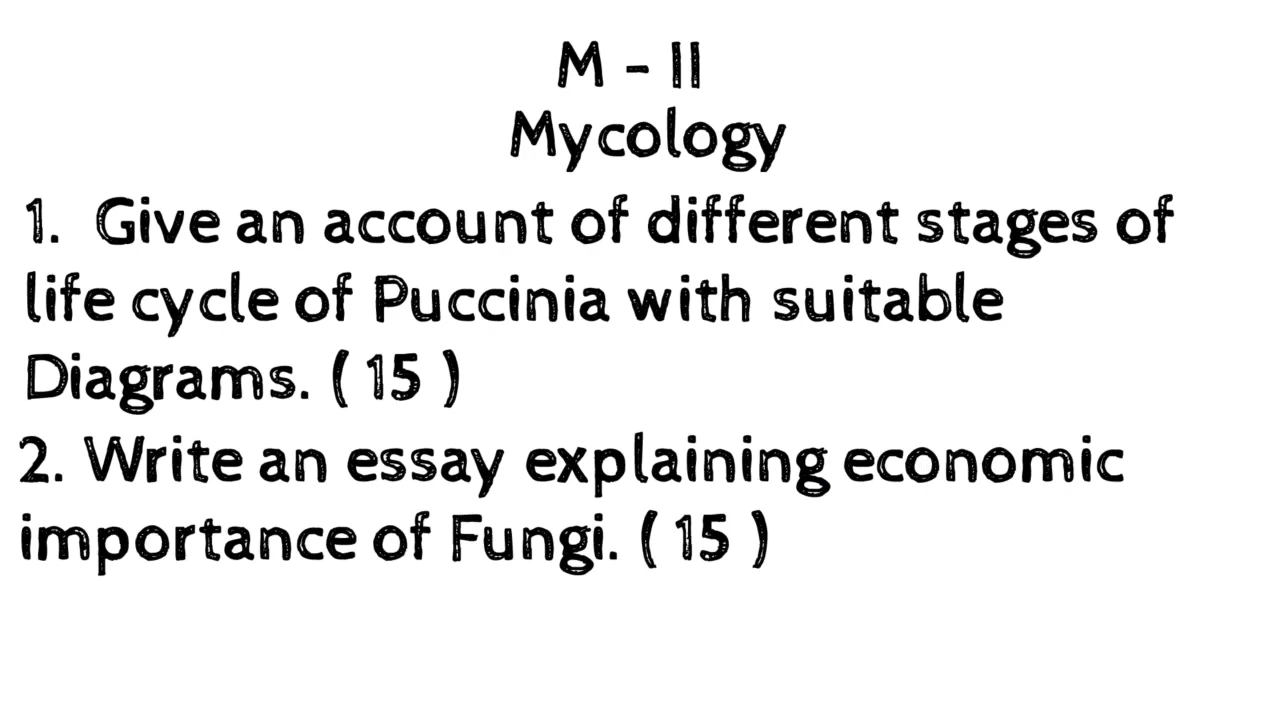 M - II
Mycology
1. Give an account of different stages of
life cycle of Puccinia with suitable
Diagrams. ( 15 )
2. Write an essay explaining economic
importance of Fungi. ( 15 )